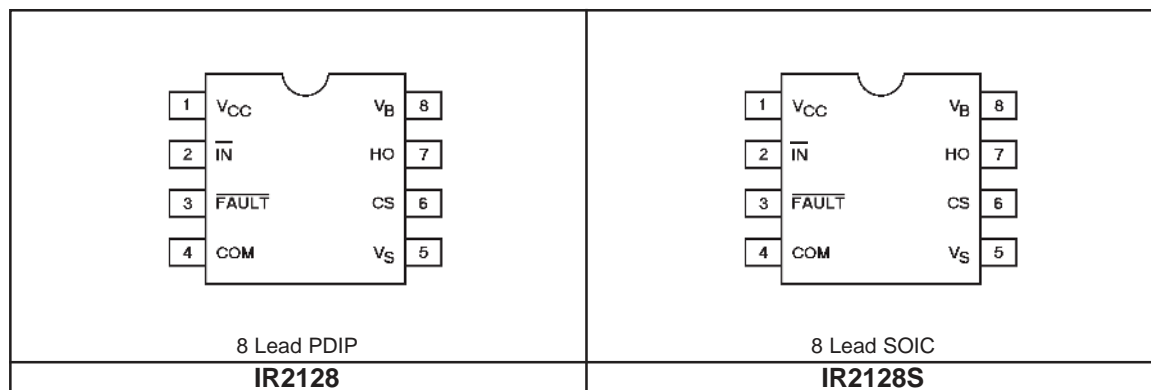 1 VCC VB 8
2 IN HO 7
3 FAULT CS 6
4 COM VS 5
8 Lead PDIP
IR2128
1 VCC VB 8
2 IN HO 7
3 FAULT CS 6
4 COM VS 5
8 Lead SOIC
IR2128S